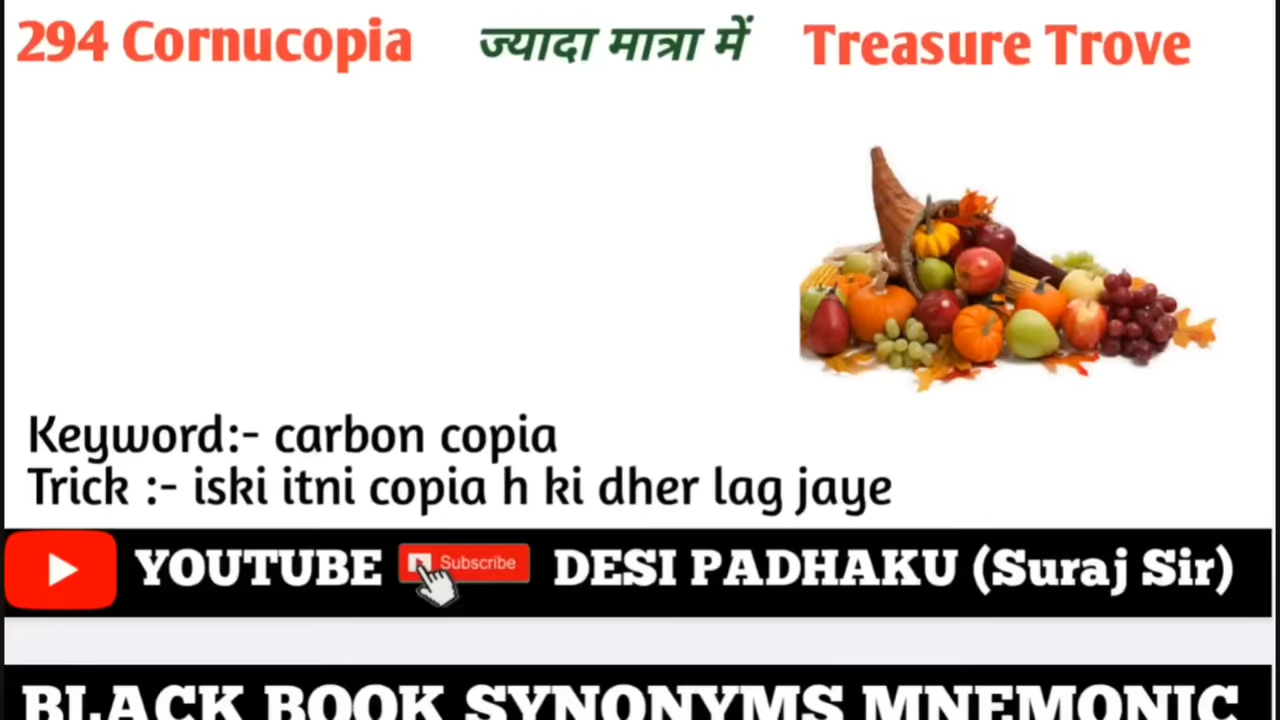 294 Cornucopia ज्यादा मात्रा में Treasure Trove
Keyword:- carbon copia
Trick :- iski itni copia h ki dher lag jaye
YOUTUBE Subscribe DESI PADHAKU (Suraj Sir)
BLACK BOOK SYNONYMS MNEMONIC